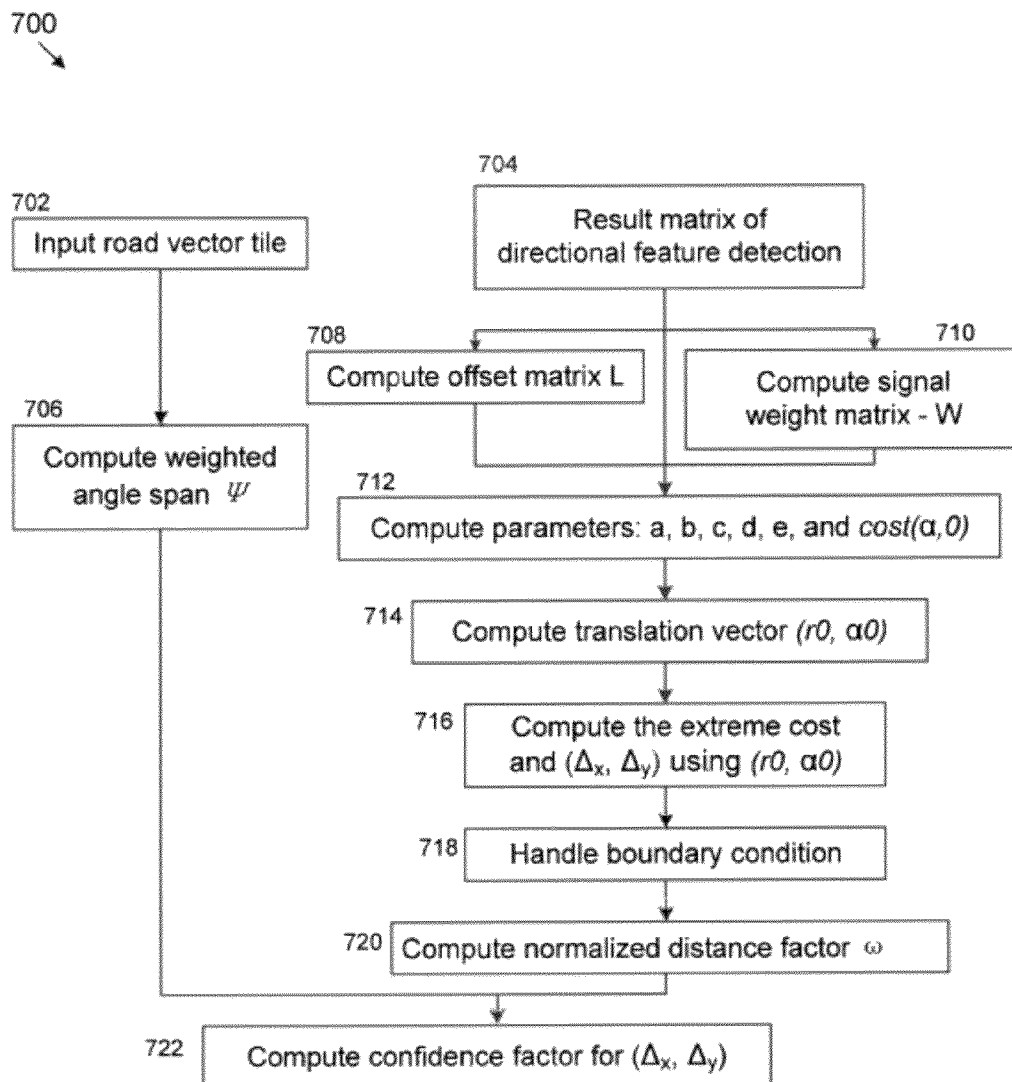 700
704
702
Result matrix of
directional feature detection
Input road vector tile
708
710
Compute offset matrix L
Compute signal
weight matrix - W
706
Compute weighted
angle span Ψ
712
Compute parameters: a, b, c, d, e, and cost(α,0)
714
Compute translation vector (r0, α0)
716
Compute the extreme cost
and (Δx, Δy) using (r0, α0)
718
Handle boundary condition
720
Compute normalized distance factor ω
722
Compute confidence factor for (Δx, Δy)